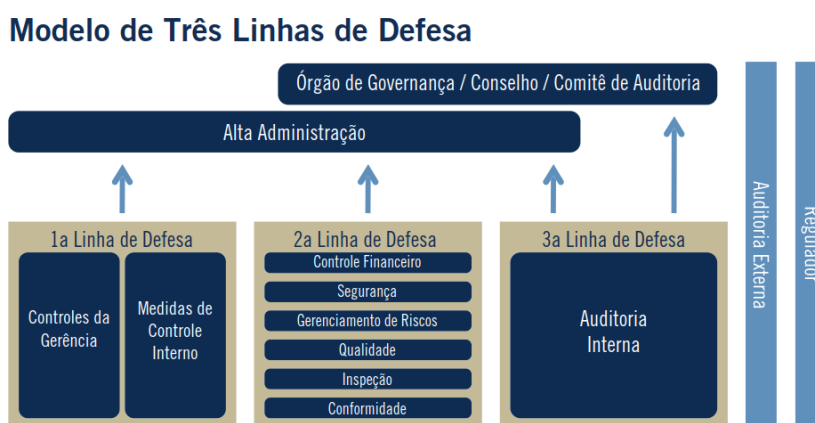 Modelo de Três Linhas de Defesa
Órgão de Governança / Conselho / Comitê de Auditoria
Alta Administração
1a Linha de Defesa
Controles da
Gerência
Medidas de
Controle
Interno
2a Linha de Defesa
Controle Financeiro
Segurança
Gerenciamento de Riscos
Qualidade
Inspeção
Conformidade
3a Linha de Defesa
Auditoria
Interna
Auditoria Externa
Regulador